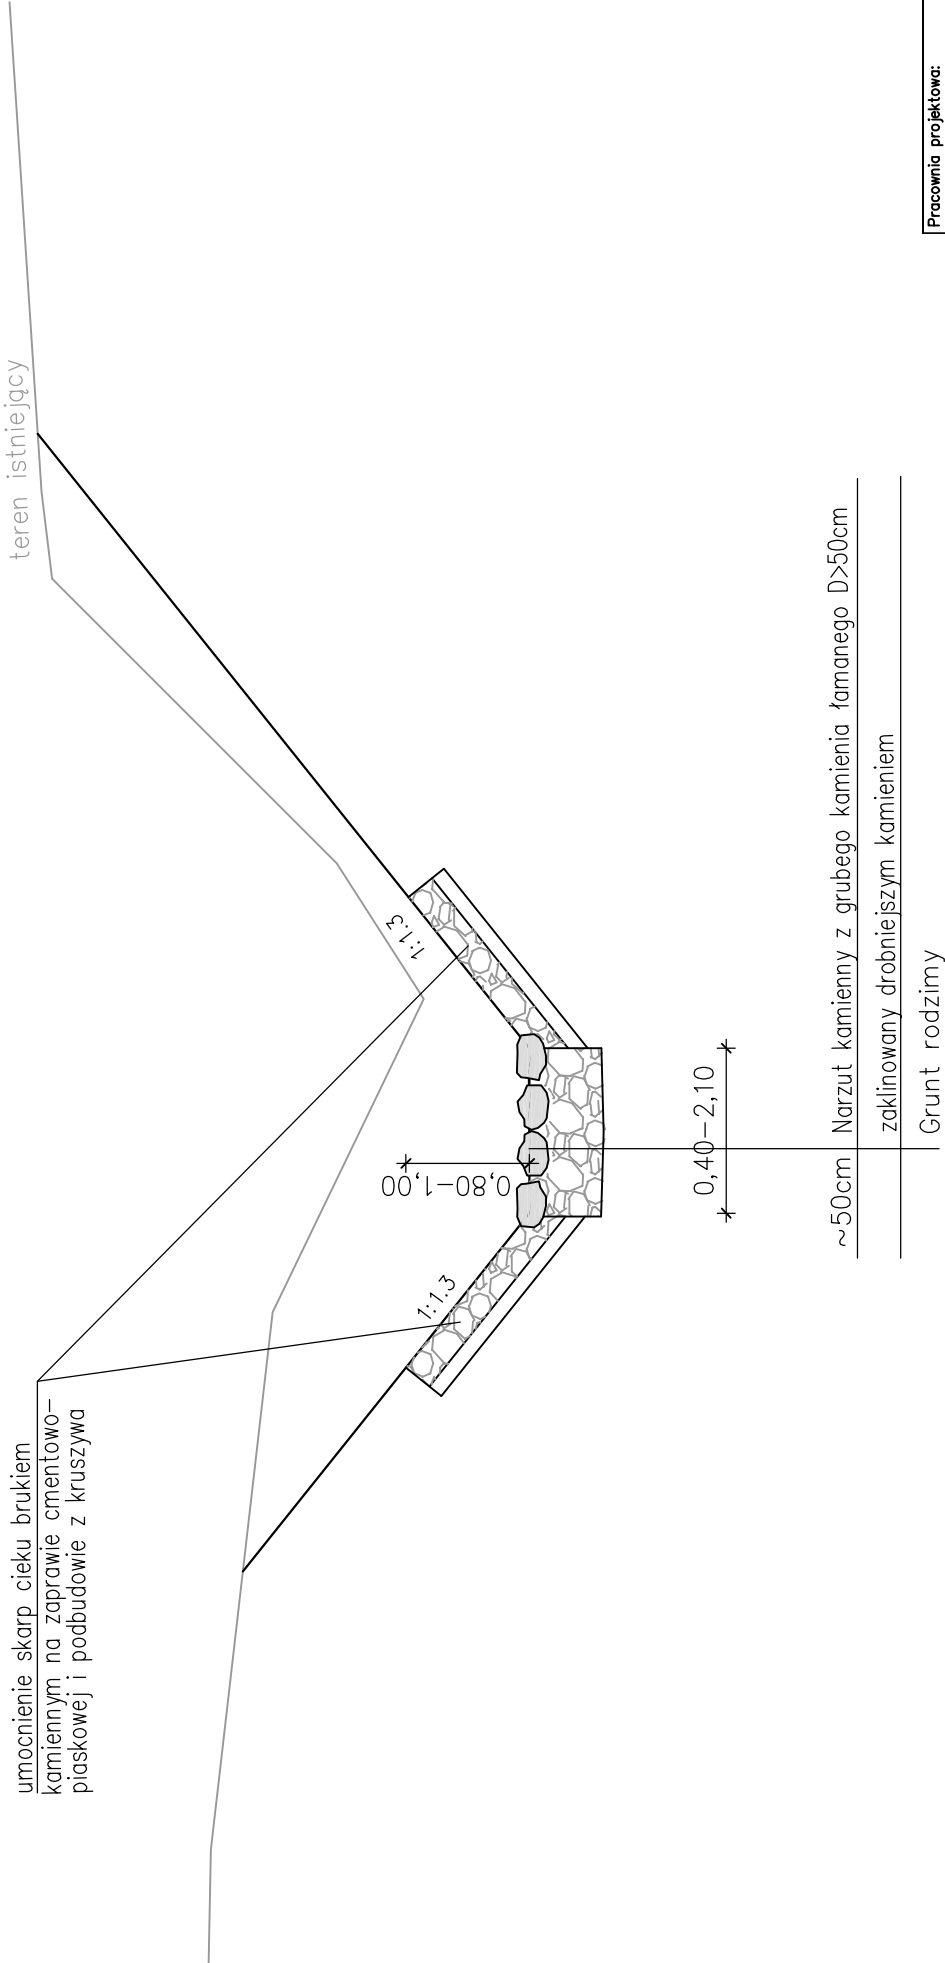 umocnienie skarp cieku brukiem
kamiennym na zaprawie cmentowo-
piaskowej i podbudowie z kruszywa
teren istniejący
1:1.3
1:1.3
0,80-1,00
0,40-2,10
~50cm Narzut kamienny z grubego kamienia łamanego D>50cm
zaklinowany drobniejszym kamieniem
Grunt rodzimy
Pracownia projektowa: